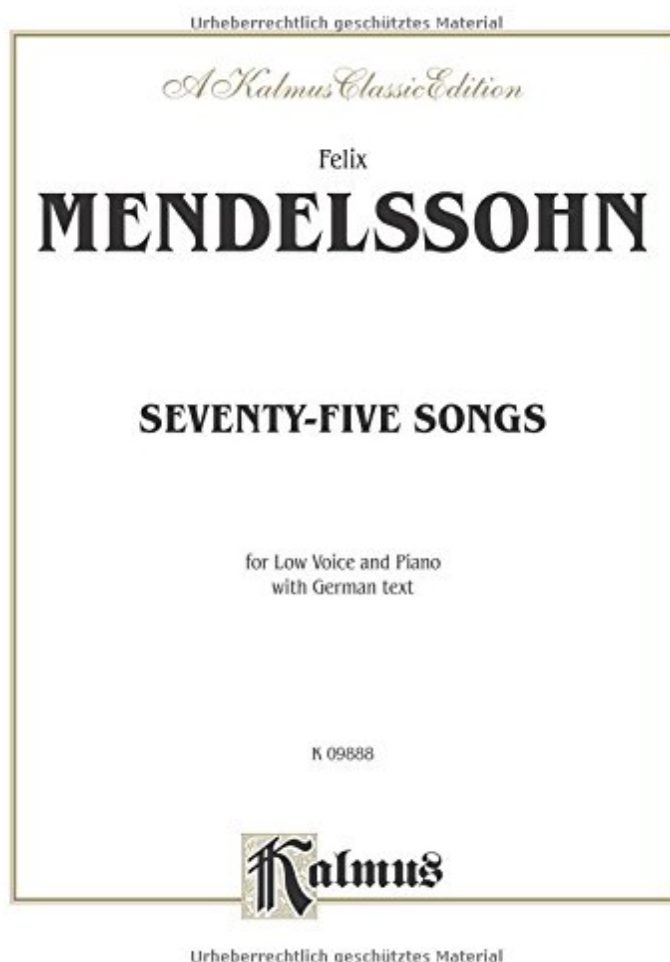 Urheberrechtlich geschütztes Material
A Kalmus Classic Edition
Felix
MENDELSSOHN
SEVENTY-FIVE SONGS
for Low Voice and Piano
with German text
K 09888
Kalmus
Urheberrechtlich geschütztes Material